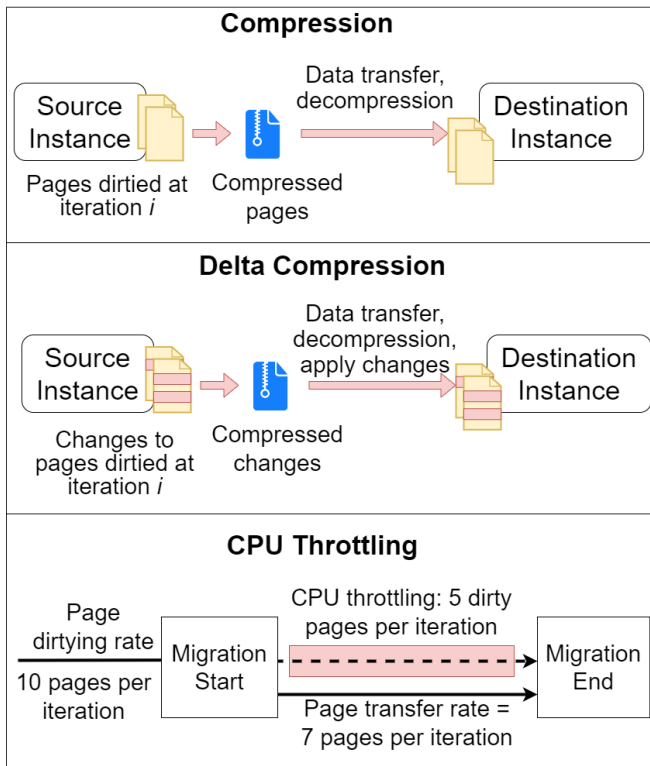 Compression
Source
Instance
Pages dirtied at
iteration i
Compressed
pages
Data transfer,
decompression
Destination
Instance
Delta Compression
Source
Instance
Changes to
pages dirtied at
iteration i
Compressed
changes
Data transfer,
decompression,
apply changes
Destination
Instance
CPU Throttling
Page
dirtying rate
10 pages per
iteration
Migration
Start
CPU throttling: 5 dirty
pages per iteration
Page transfer rate =
7 pages per iteration
Migration
End